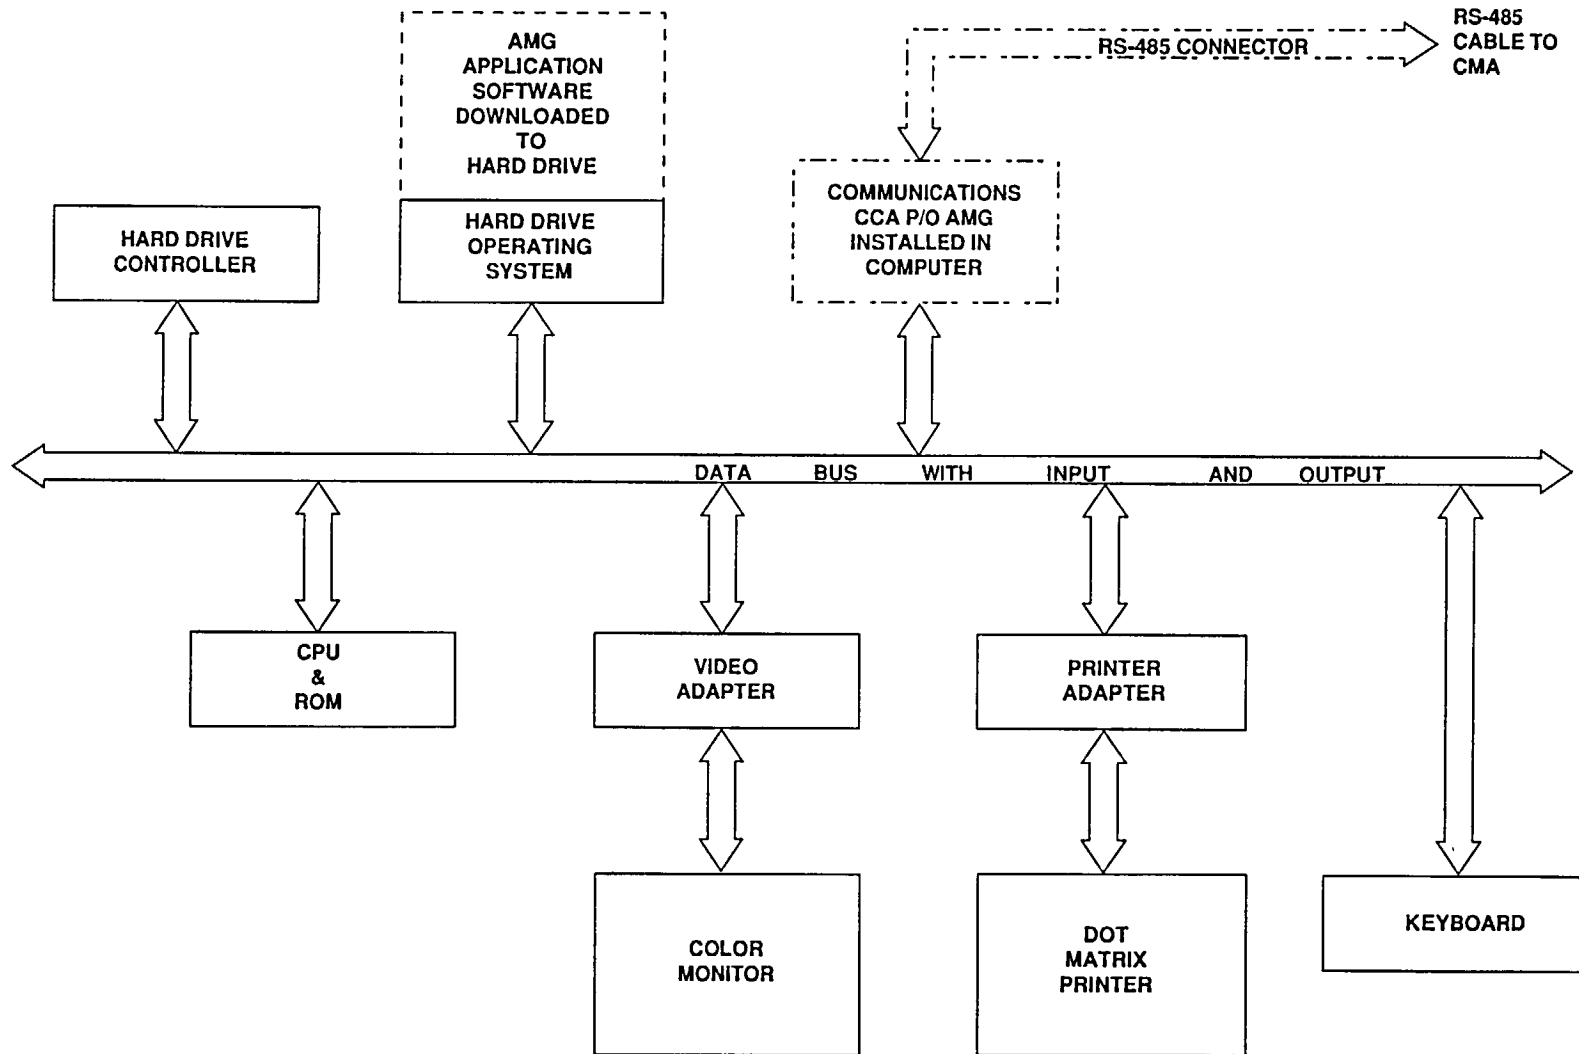 AMG
APPLICATION
SOFTWARE
DOWNLOADED
TO
HARD DRIVE
RS-485 CONNECTOR
RS-485
CABLE TO
CMA
HARD DRIVE
CONTROLLER
HARD DRIVE
OPERATING
SYSTEM
COMMUNICATIONS
CCA P/O AMG
INSTALLED IN
COMPUTER
DATA BUS WITH INPUT AND OUTPUT
CPU
&
ROM
VIDEO
ADAPTER
PRINTER
ADAPTER
COLOR
MONITOR
DOT
MATRIX
PRINTER
KEYBOARD